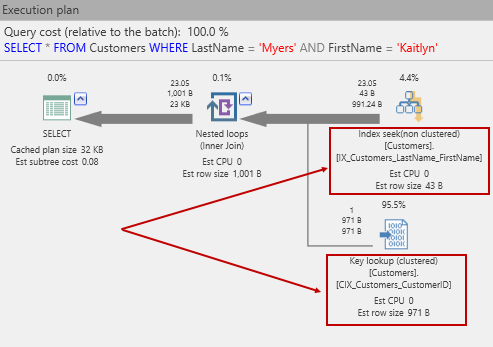 Execution plan
Query cost (relative to the batch): 100.0 %
SELECT * FROM Customers WHERE LastName = 'Myers' AND FirstName = 'Kaitlyn'
0.0%
SELECT
Cached plan size 32 KB
Est subtree cost 0.08
23.05
1,001 B
23 KB
0.1%
Nested loops
(Inner Join)
Est CPU 0
Est row size 1,001 B
23.05
43 B
991.24 B
4.4%
Index seek(non clustered)
[Customers].
[IX_Customers_LastName_FirstName]
Est CPU 0
Est row size 43 B
1
971 B
971 B
95.5%
Key lookup (clustered)
[Customers].
[CIX_Customers_CustomerID]
Est CPU 0
Est row size 971 B